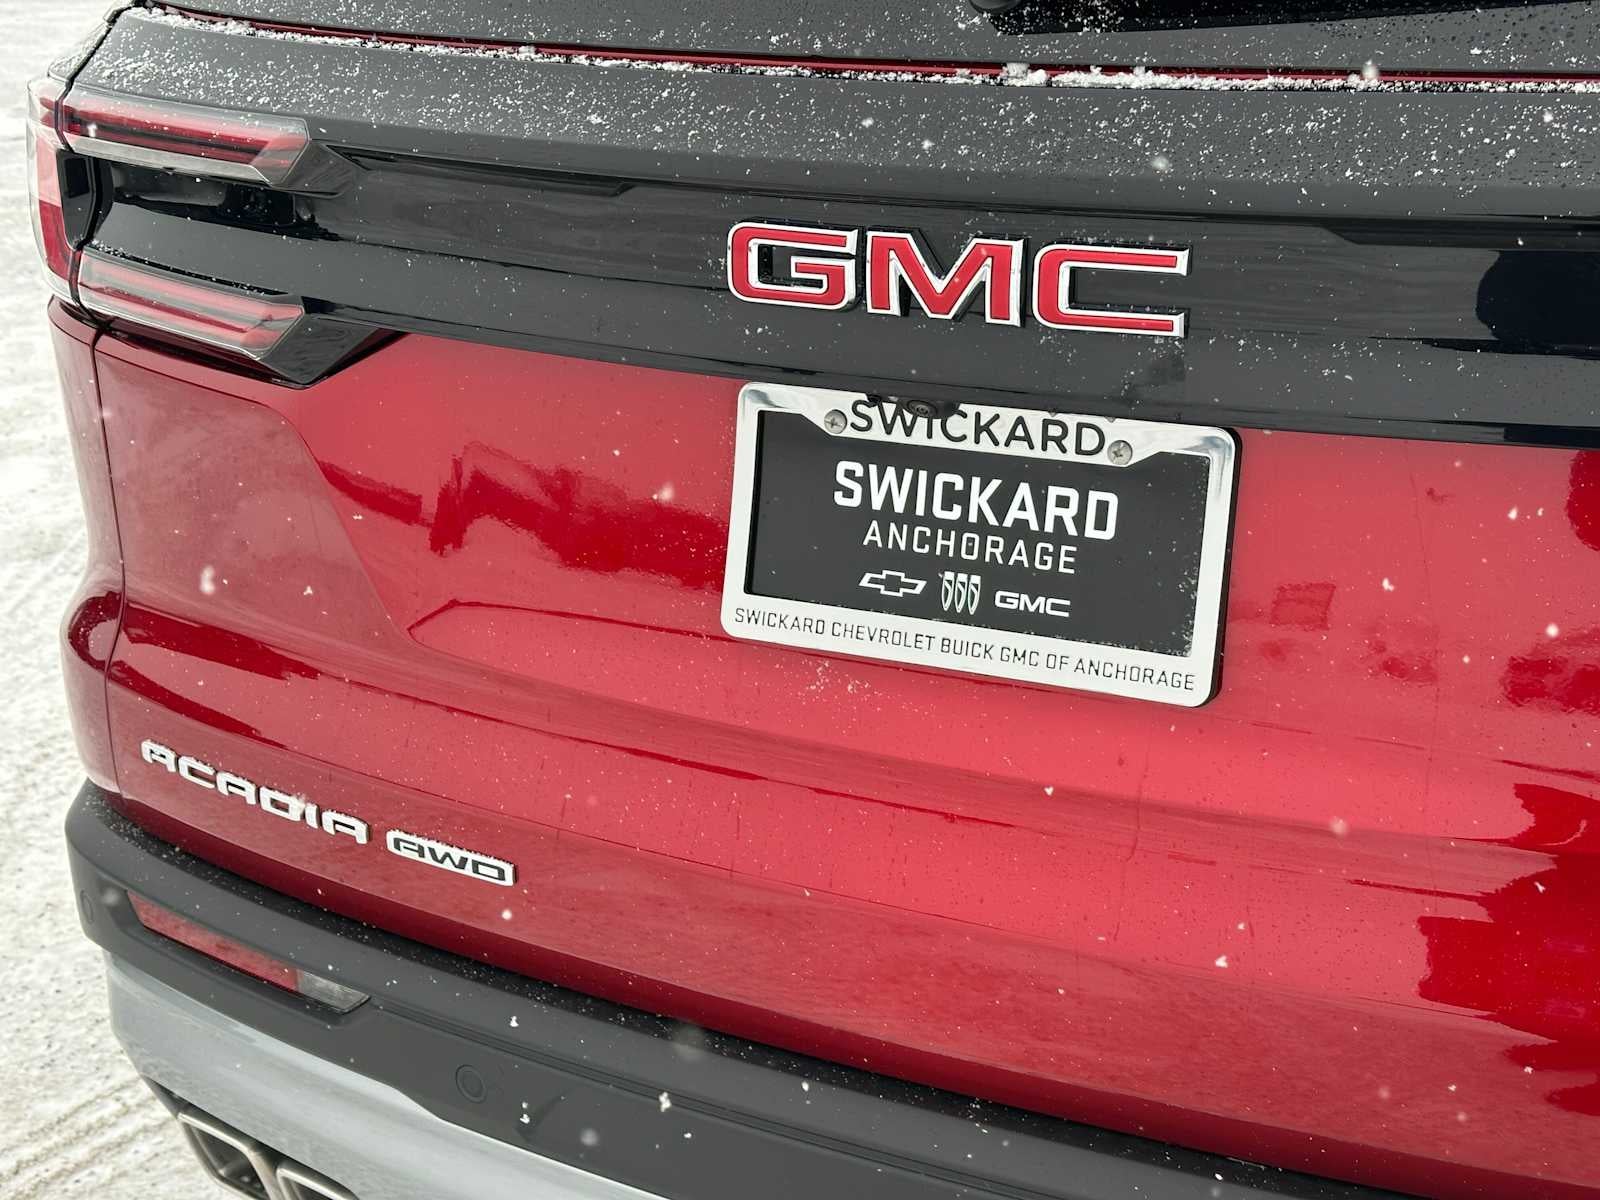 GMC
SWICKARD
SWICKARD
ANCHORAGE
GMC
SWICKARD CHEVROLET BUICK GMC OF ANCHORAGE
ACADIA AWD